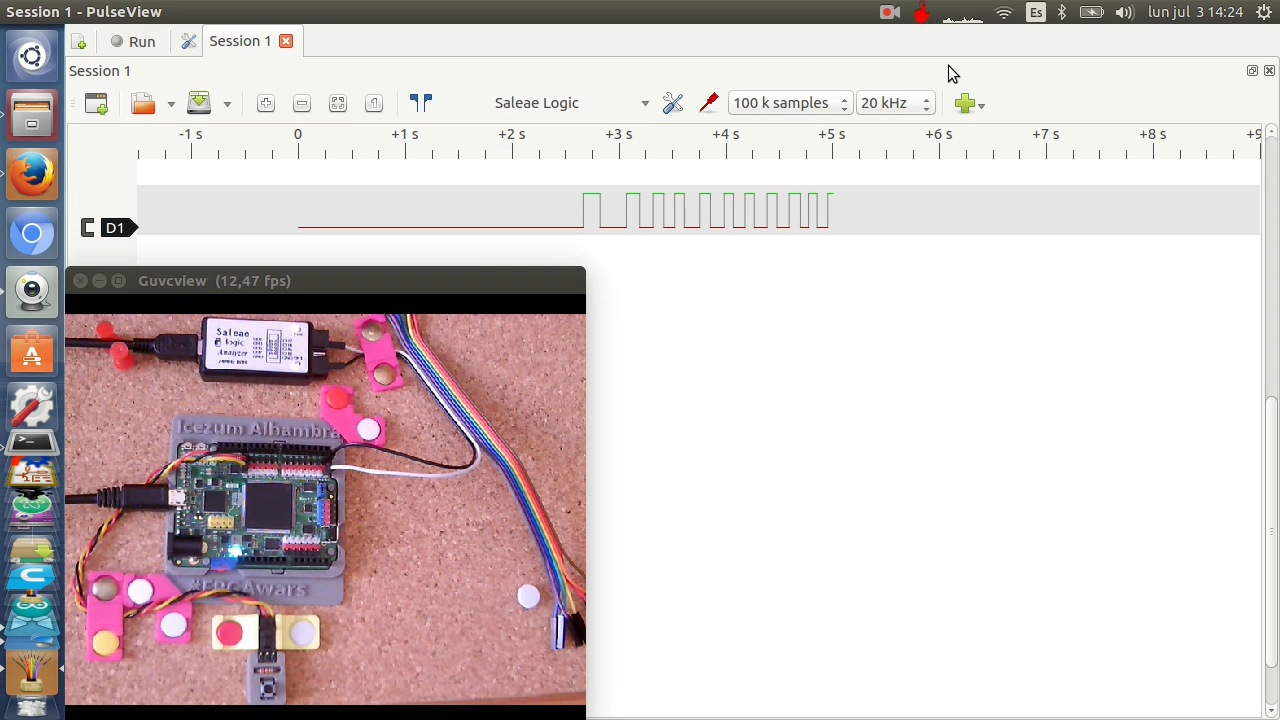 Session 1 - PulseView
Es
lun jul 3 14:24
Run
Session 1
Session 1
Saleae Logic
100 k samples
20 kHz
-1 s
0
+1 s
+2 s
+3 s
+4 s
+5 s
+6 s
+7 s
+8 s
+9
D1
Guvcview (12,47 fps)
Saleae
logic
Analyzer
Icezum Alhambra